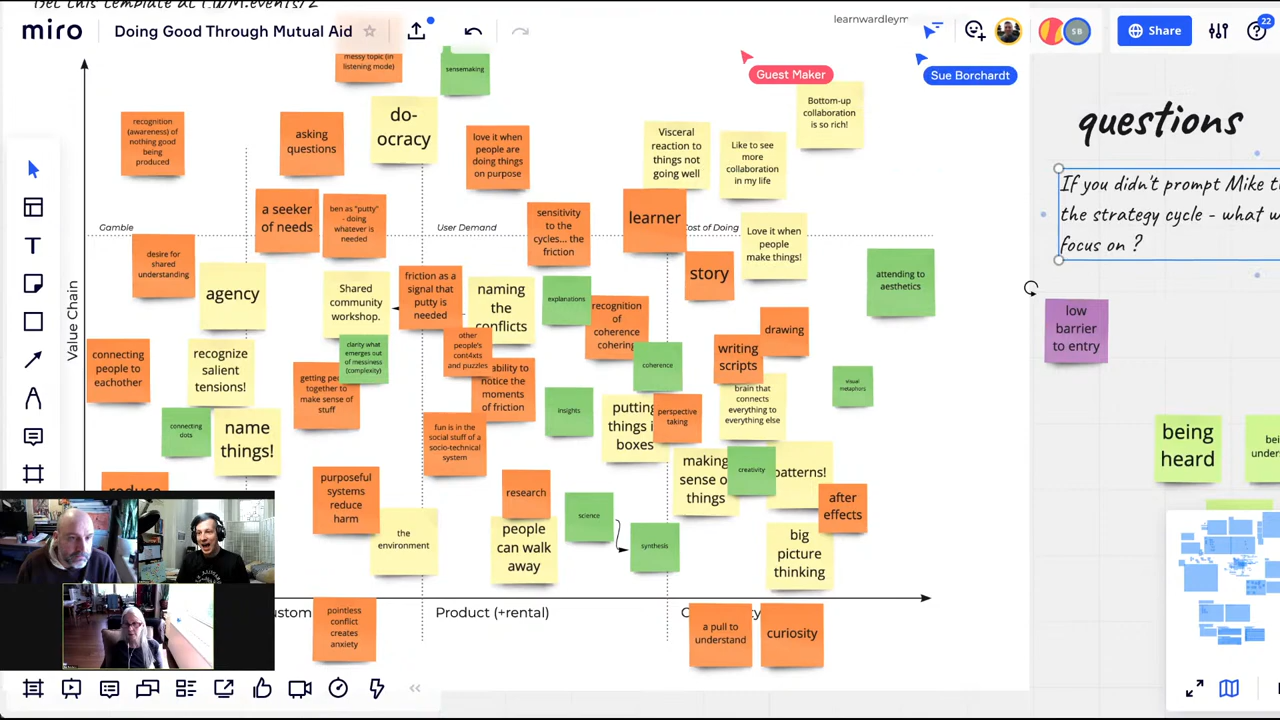 Get this template at LWM.events/2
miro
Doing Good Through Mutual Aid
learnwardleym
SB
Share
22
Guest Maker
Sue Borchardt
messy topic (in
listening mode)
sensemaking
do-
ocracy
recognition
(awareness) of
nothing good
being
produced
asking
questions
love it when
people are
doing things
on purpose
Visceral
reaction to
things not
going well
Like to see
more
collaboration
in my life
Bottom-up
collaboration
is so rich!
questions
If you didn't prompt Mike t
the strategy cycle - what w
focus on ?
a seeker
of needs
ben as "putty"
- doing
whatever is
needed
sensitivity
to the
cycles... the
friction
learner
Love it when
people
make things!
Gamble
User Demand
Cost of Doing
desire for
shared
understanding
agency
Shared
community
workshop.
friction as a
signal that
putty is
needed
naming
the
conflicts
explanations
recognition
of
coherence
cohering
story
attending to
aesthetics
Value Chain
connecting
people to
eachother
recognize
salient
tensions!
clarity what
emerges out
of messiness
(complexity)
getting people
together to
make sense of
stuff
other
people's
cont4xts
and puzzles
ability to
notice the
moments
of friction
coherence
drawing
writing
scripts
low
barrier
to entry
visual
metaphors
connecting
dots
name
things!
fun is in the
social stuff of a
socio-technical
system
insights
putting
things i
boxes
perspective
taking
brain that
connects
everything to
everything else
being
heard
reduce
purposeful
systems
reduce
harm
the
environment
research
people
can walk
away
science
synthesis
making
sense o
things
creativity
patterns!
after
effects
big
picture
thinking
ustom
Product (+rental)
pointless
conflict
creates
anxiety
a pull to
understand
curiosity